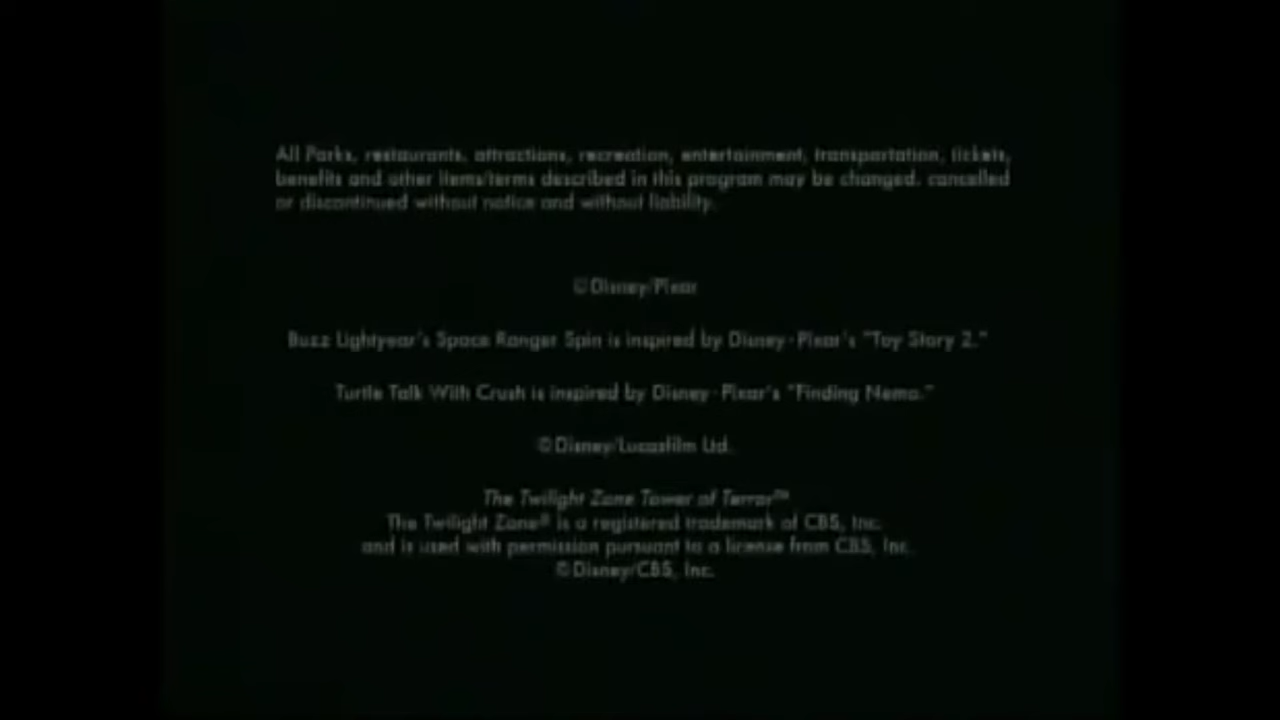 All Parks, restaurants, attractions, recreation, entertainment, transportation, tickets,
benefits and other items/terms described in this program may be changed, cancelled
or discontinued without notice and without liability.
©Disney/Pixar
Buzz Lightyear's Space Ranger Spin is inspired by Disney·Pixar's "Toy Story 2."
Turtle Talk With Crush is inspired by Disney·Pixar's "Finding Nemo."
©Disney/Lucasfilm Ltd.
The Twilight Zone Tower of Terror™
The Twilight Zone® is a registered trademark of CBS, Inc.
and is used with permission pursuant to a license from CBS, Inc.
©Disney/CBS, Inc.